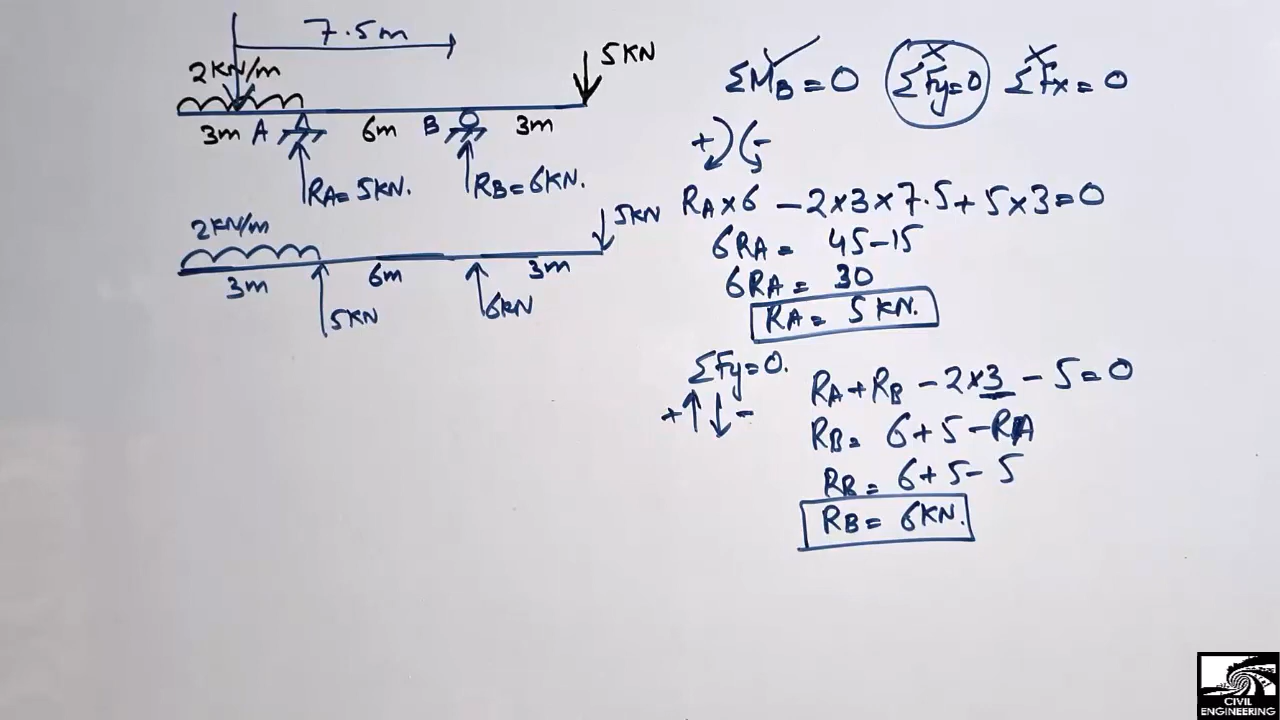 7.5m
2KN/m
5KN
3m A 6m B 3m
RA=5KN. RB=6KN.
2KN/m
5KN
3m 6m 3m
5KN 6KN
ΣMB=0 ΣFy=0 ΣFx=0
+ -
RA×6 -2×3×7.5+5×3=0
6RA= 45-15
6RA= 30
RA= 5KN.
ΣFy=0.
+ -
RA+RB-2×3-5=0
RB= 6+5-RA
RB= 6+5-5
RB= 6KN.
CIVIL
ENGINEERING